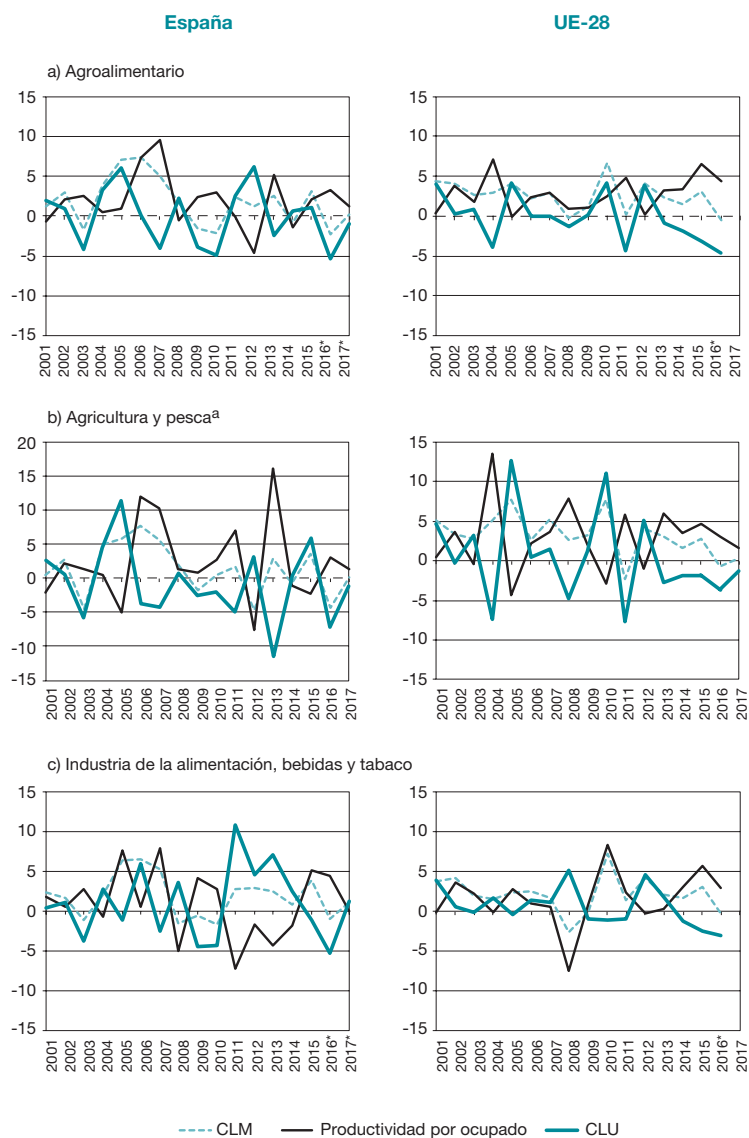 España UE-28
a) Agroalimentario
15 15
10 10
5 5
0 0
-5 -5
-10 -10
-15 -15
2001 2002 2003 2004 2005 2006 2007 2008 2009 2010 2011 2012 2013 2014 2015 2016* 2017* 2001 2002 2003 2004 2005 2006 2007 2008 2009 2010 2011 2012 2013 2014 2015 2016* 2017
b) Agricultura y pescaª
20 15
15 10
10 5
5 0
0 -5
-5 -10
-10 -15
-15
2001 2002 2003 2004 2005 2006 2007 2008 2009 2010 2011 2012 2013 2014 2015 2016 2017 2001 2002 2003 2004 2005 2006 2007 2008 2009 2010 2011 2012 2013 2014 2015 2016 2017
c) Industria de la alimentación, bebidas y tabaco
15 15
10 10
5 5
0 0
-5 -5
-10 -10
-15 -15
2001 2002 2003 2004 2005 2006 2007 2008 2009 2010 2011 2012 2013 2014 2015 2016* 2017* 2001 2002 2003 2004 2005 2006 2007 2008 2009 2010 2011 2012 2013 2014 2015 2016* 2017
CLM Productividad por ocupado CLU